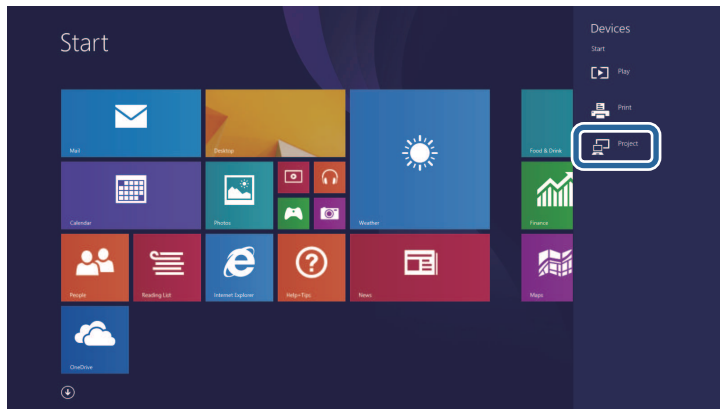 Start
Devices
Start
Play
Print
Project
Mail
Desktop
Food & Drink
Calendar
Photos
Weather
Finance
People
Reading List
Internet Explorer
Help+Tips
News
Maps
OneDrive